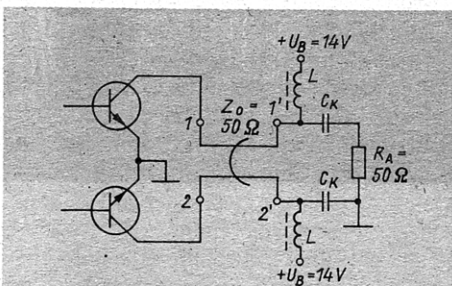 +U_B = 14V
L
C_K
Z_0 =
50 Ω
1
1'
R_A =
50 Ω
2
2'
C_K
L
+U_B = 14V